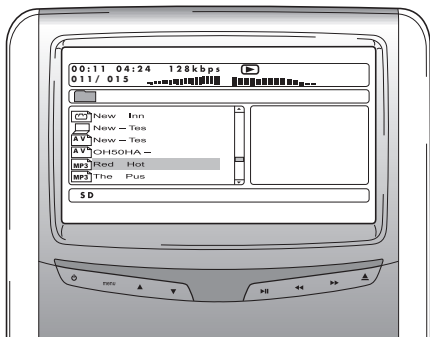 00:11 04:24 128kbps
011/ 015
New Inn
New – Tes
AV New – Tes
AV OH50HA –
MP3 Red Hot
MP3 The Pus
SD
menu